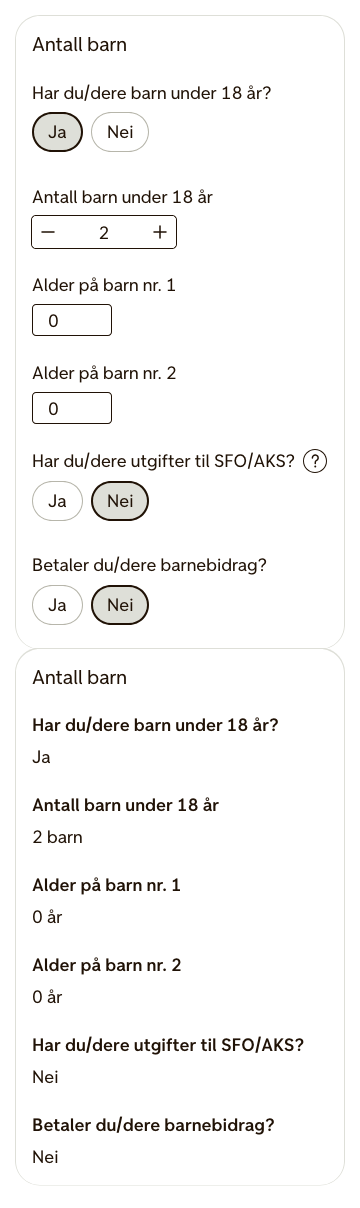 Antall barn
Har du/dere barn under 18 år?
Ja Nei
Antall barn under 18 år
− 2 +
Alder på barn nr. 1
0
Alder på barn nr. 2
0
Har du/dere utgifter til SFO/AKS? ?
Ja Nei
Betaler du/dere barnebidrag?
Ja Nei
Antall barn
Har du/dere barn under 18 år?
Ja
Antall barn under 18 år
2 barn
Alder på barn nr. 1
0 år
Alder på barn nr. 2
0 år
Har du/dere utgifter til SFO/AKS?
Nei
Betaler du/dere barnebidrag?
Nei